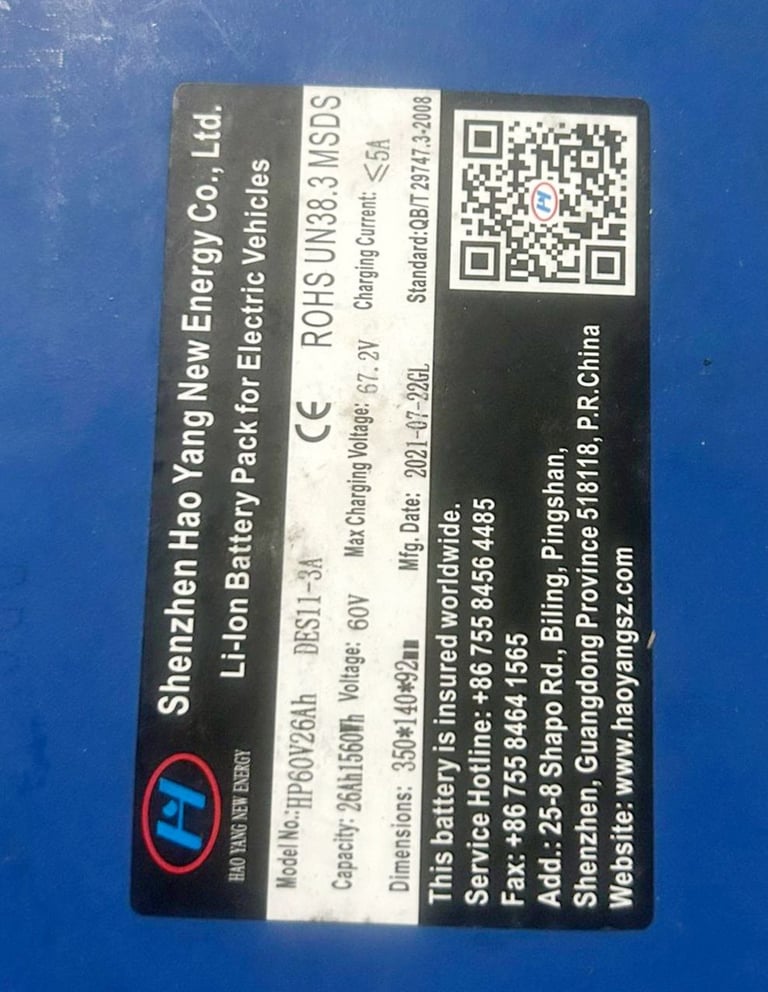 Shenzhen Hao Yang New Energy Co., Ltd.
Li-Ion Battery Pack for Electric Vehicles
H
HAO YANG NEW ENERGY
Model No.: HP60V26Ah DES11-3A CE ROHS UN38.3 MSDS
Capacity: 26Ah1560Wh Voltage: 60V Max Charging Voltage: 67.2V Charging Current: ≤5A
Dimensions: 350*140*92mm Mfg. Date: 2021-07-22GL Standard:QB/T 29747.3-2008
This battery is insured worldwide.
Service Hotline: +86 755 8456 4485
Fax: +86 755 8464 1565
Add.: 25-8 Shapo Rd., Biling, Pingshan,
Shenzhen, Guangdong Province 518118, P.R.China
Website: www.haoyangsz.com
H